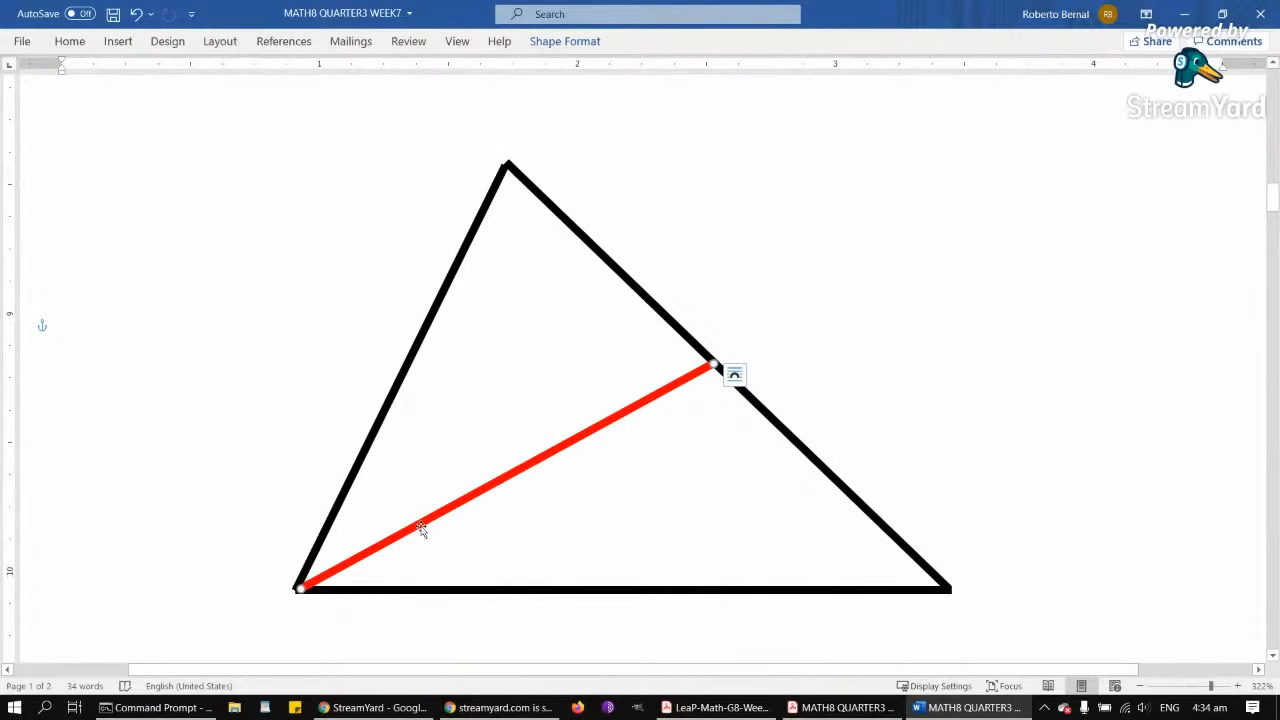 AutoSave Off MATH8 QUARTER3 WEEK7 Search Roberto Bernal RB
Powered by
File Home Insert Design Layout References Mailings Review View Help Shape Format Share Comments
1 2 3 4
StreamYard
9
10
Page 1 of 2 34 words English (United States) Display Settings Focus 322%
Command Prompt - ... StreamYard - Googl... streamyard.com is s... LeaP-Math-G8-Wee... MATH8 QUARTER3 ... MATH8 QUARTER3 ... 4:34 am